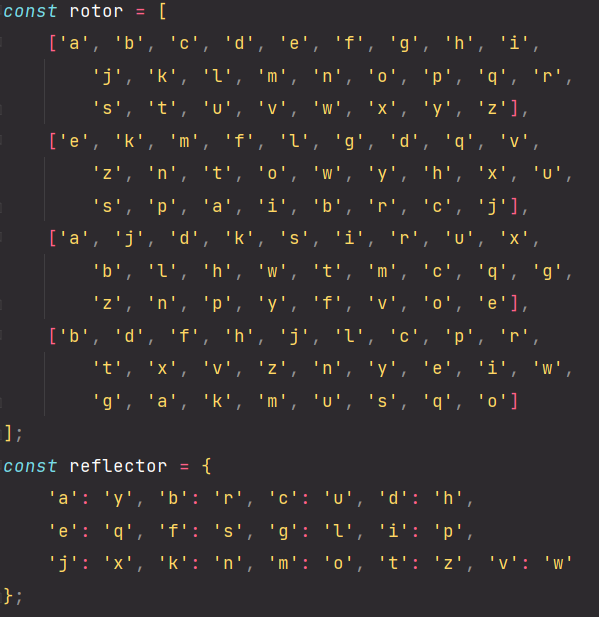 const rotor = [
    ['a', 'b', 'c', 'd', 'e', 'f', 'g', 'h', 'i',
        'j', 'k', 'l', 'm', 'n', 'o', 'p', 'q', 'r',
        's', 't', 'u', 'v', 'w', 'x', 'y', 'z'],
    ['e', 'k', 'm', 'f', 'l', 'g', 'd', 'q', 'v',
        'z', 'n', 't', 'o', 'w', 'y', 'h', 'x', 'u',
        's', 'p', 'a', 'i', 'b', 'r', 'c', 'j'],
    ['a', 'j', 'd', 'k', 's', 'i', 'r', 'u', 'x',
        'b', 'l', 'h', 'w', 't', 'm', 'c', 'q', 'g',
        'z', 'n', 'p', 'y', 'f', 'v', 'o', 'e'],
    ['b', 'd', 'f', 'h', 'j', 'l', 'c', 'p', 'r',
        't', 'x', 'v', 'z', 'n', 'y', 'e', 'i', 'w',
        'g', 'a', 'k', 'm', 'u', 's', 'q', 'o']
];
const reflector = {
    'a': 'y', 'b': 'r', 'c': 'u', 'd': 'h',
    'e': 'q', 'f': 's', 'g': 'l', 'i': 'p',
    'j': 'x', 'k': 'n', 'm': 'o', 't': 'z', 'v': 'w'
};